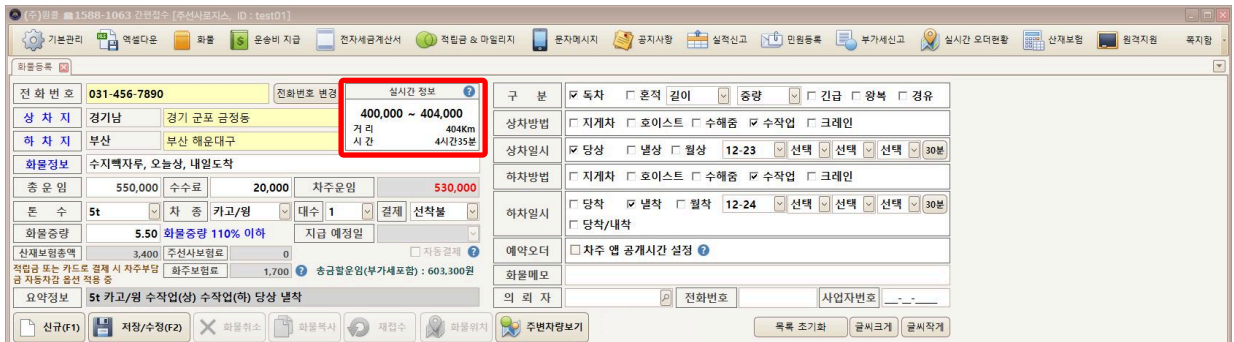 (주)원콜 ☎1588-1063 간편접수 [주선사로지스, ID : test01]
기본관리 엑셀다운 화물 운송비 지급 전자세금계산서 적립금 & 마일리지 문자메시지 공지사항 실적신고 민원등록 부가세신고 실시간 오더현황 산재보험 원격지원 쪽지함
화물등록
전화번호 031-456-7890 전화번호 변경 실시간 정보 구 분 독차 혼적 길이 중량 긴급 왕복 경유
상 차 지 경기남 경기 군포 금정동 400,000 ~ 404,000 상차방법 지게차 호이스트 수해줌 수작업 크레인
거 리 404Km
하 차 지 부산 부산 해운대구 시 간 4시간35분 상차일시 당상 낼상 월상 12-23 선택 선택 선택 30분
화물정보 수지빽자루, 오늘상, 내일도착 하차방법 지게차 호이스트 수해줌 수작업 크레인
총 운 임 550,000 수수료 20,000 차주운임 530,000
톤 수 5t 차 종 카고/윙 대수 1 결제 선착불 하차일시 당착 낼착 월착 12-24 선택 선택 선택 30분
당착/내착
화물중량 5.50 화물중량 110% 이하 지급 예정일
산재보험총액 3,400 주선사보험료 0 자동결제 예약오더 차주 앱 공개시간 설정
적립금 또는 카드로 결제 시 차주부담
금 자동차감 옵션 적용 중
화주보험료 1,700 송금할운임(부가세포함) : 603,300원 화물메모
요약정보 5t 카고/윙 수작업(상) 수작업(하) 당상 낼착 의 뢰 자 전화번호 사업자번호 __-_-____
신규(F1) 저장/수정(F2) 화물취소 화물복사 재접수 화물위치 주변차량보기 목록 초기화 글씨크게 글씨작게